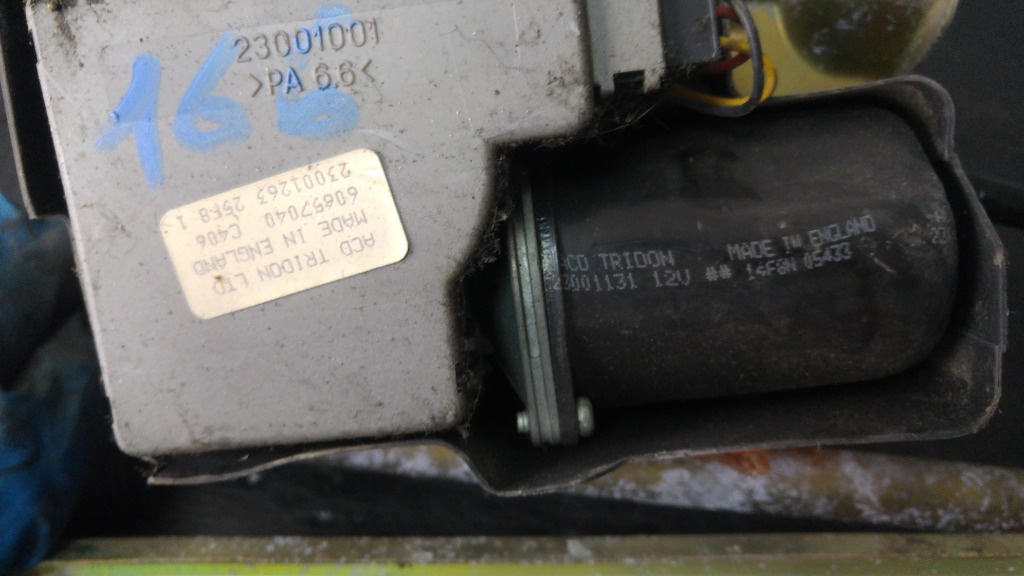 23001001
>PA 6.6<
16
ACD TRIDON LTD
MADE IN ENGLAND
60657040 C406
23001263 25F8 1
ACD TRIDON MADE IN ENGLAND
23001131 12V ## 16F8N 05433